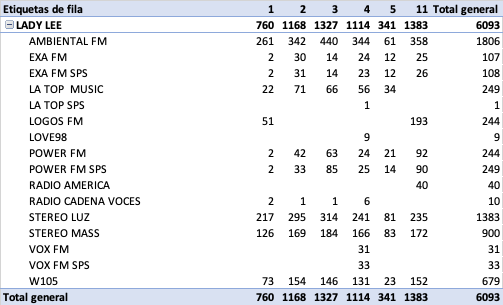 Etiquetas de fila 1 2 3 4 5 11 Total general
LADY LEE 760 1168 1327 1114 341 1383 6093
AMBIENTAL FM 261 342 440 344 61 358 1806
EXA FM 2 30 14 24 12 25 107
EXA FM SPS 2 31 14 23 12 26 108
LA TOP MUSIC 22 71 66 56 34 249
LA TOP SPS 1 1
LOGOS FM 51 193 244
LOVE98 9 9
POWER FM 2 42 63 24 21 92 244
POWER FM SPS 2 33 85 25 14 90 249
RADIO AMERICA 40 40
RADIO CADENA VOCES 2 1 1 6 10
STEREO LUZ 217 295 314 241 81 235 1383
STEREO MASS 126 169 184 166 83 172 900
VOX FM 31 31
VOX FM SPS 33 33
W105 73 154 146 131 23 152 679
Total general 760 1168 1327 1114 341 1383 6093